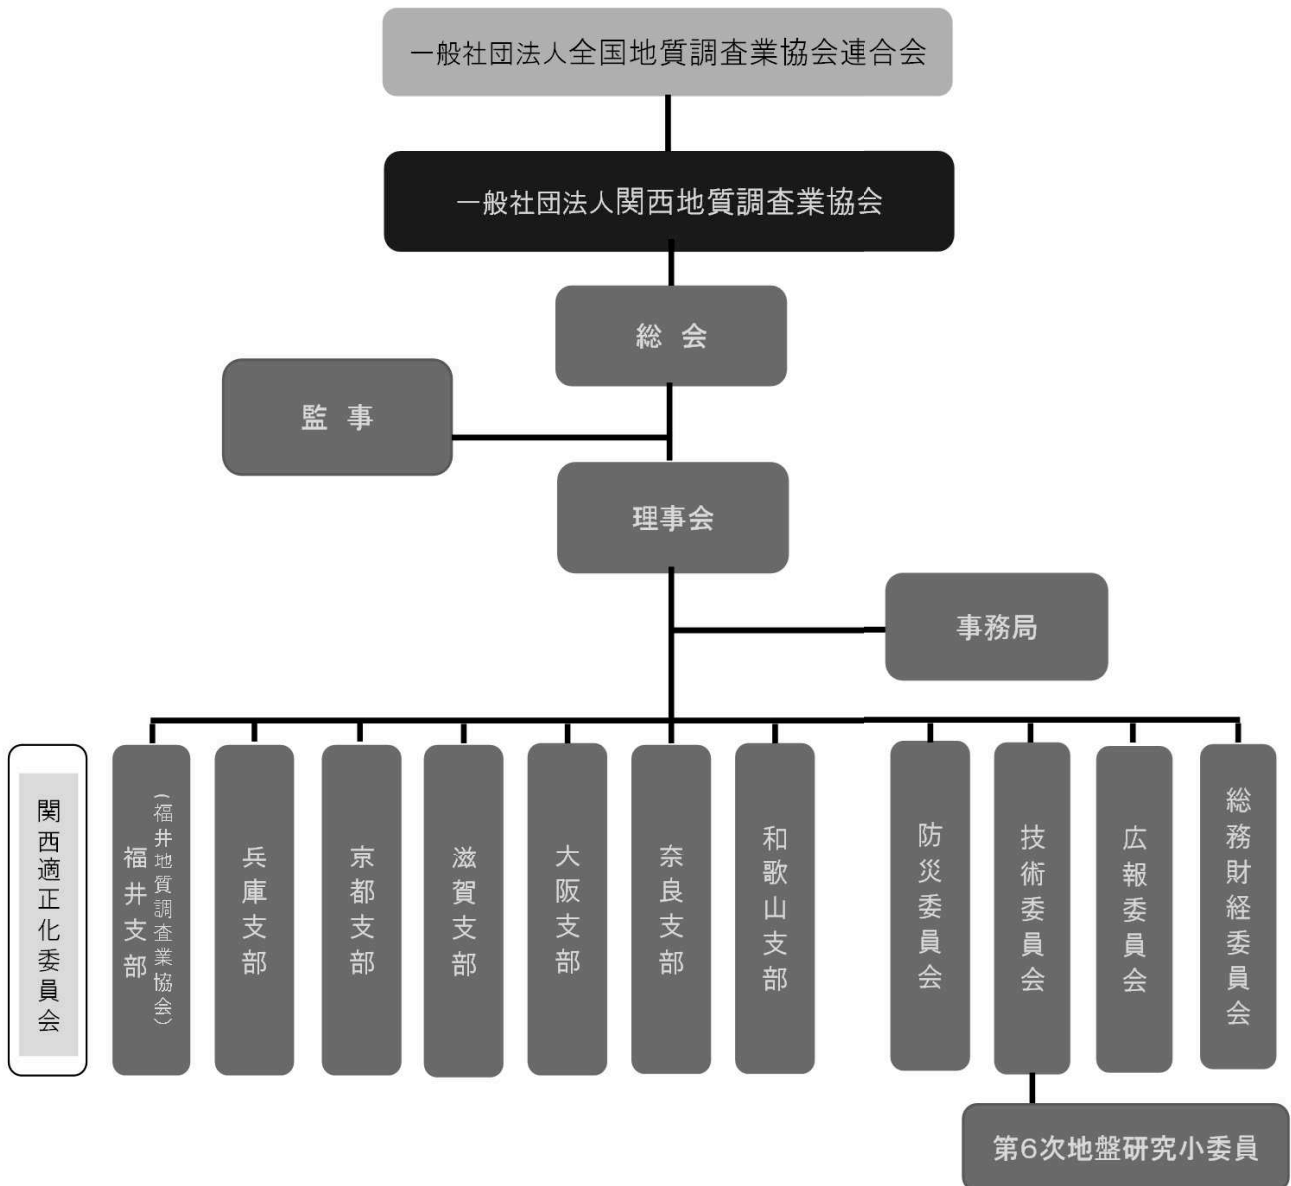 一般社団法人全国地質調査業協会連合会
一般社団法人関西地質調査業協会
総 会
監 事
理事会
事務局
関西適正化委員会
(福井地質調査業協会)
福井支部
兵庫支部
京都支部
滋賀支部
大阪支部
奈良支部
和歌山支部
防災委員会
技術委員会
広報委員会
総務財経委員会
第6次地盤研究小委員